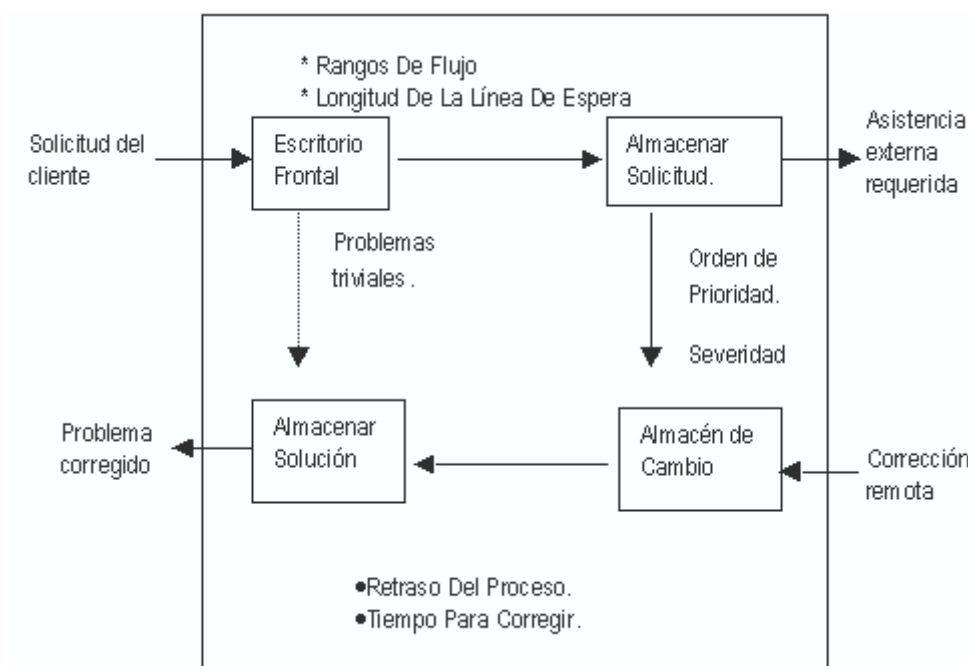 * Rangos De Flujo
* Longitud De La Línea De Espera
Solicitud del
cliente
Escritorio
Frontal
Almacenar
Solicitud.
Asistencia
externa
requerida
Problemas
triviales .
Orden de
Prioridad.
Severidad
Problema
corregido
Almacenar
Solución
Almacén de
Cambio
Corrección
remota
•Retraso Del Proceso.
•Tiempo Para Corregir.